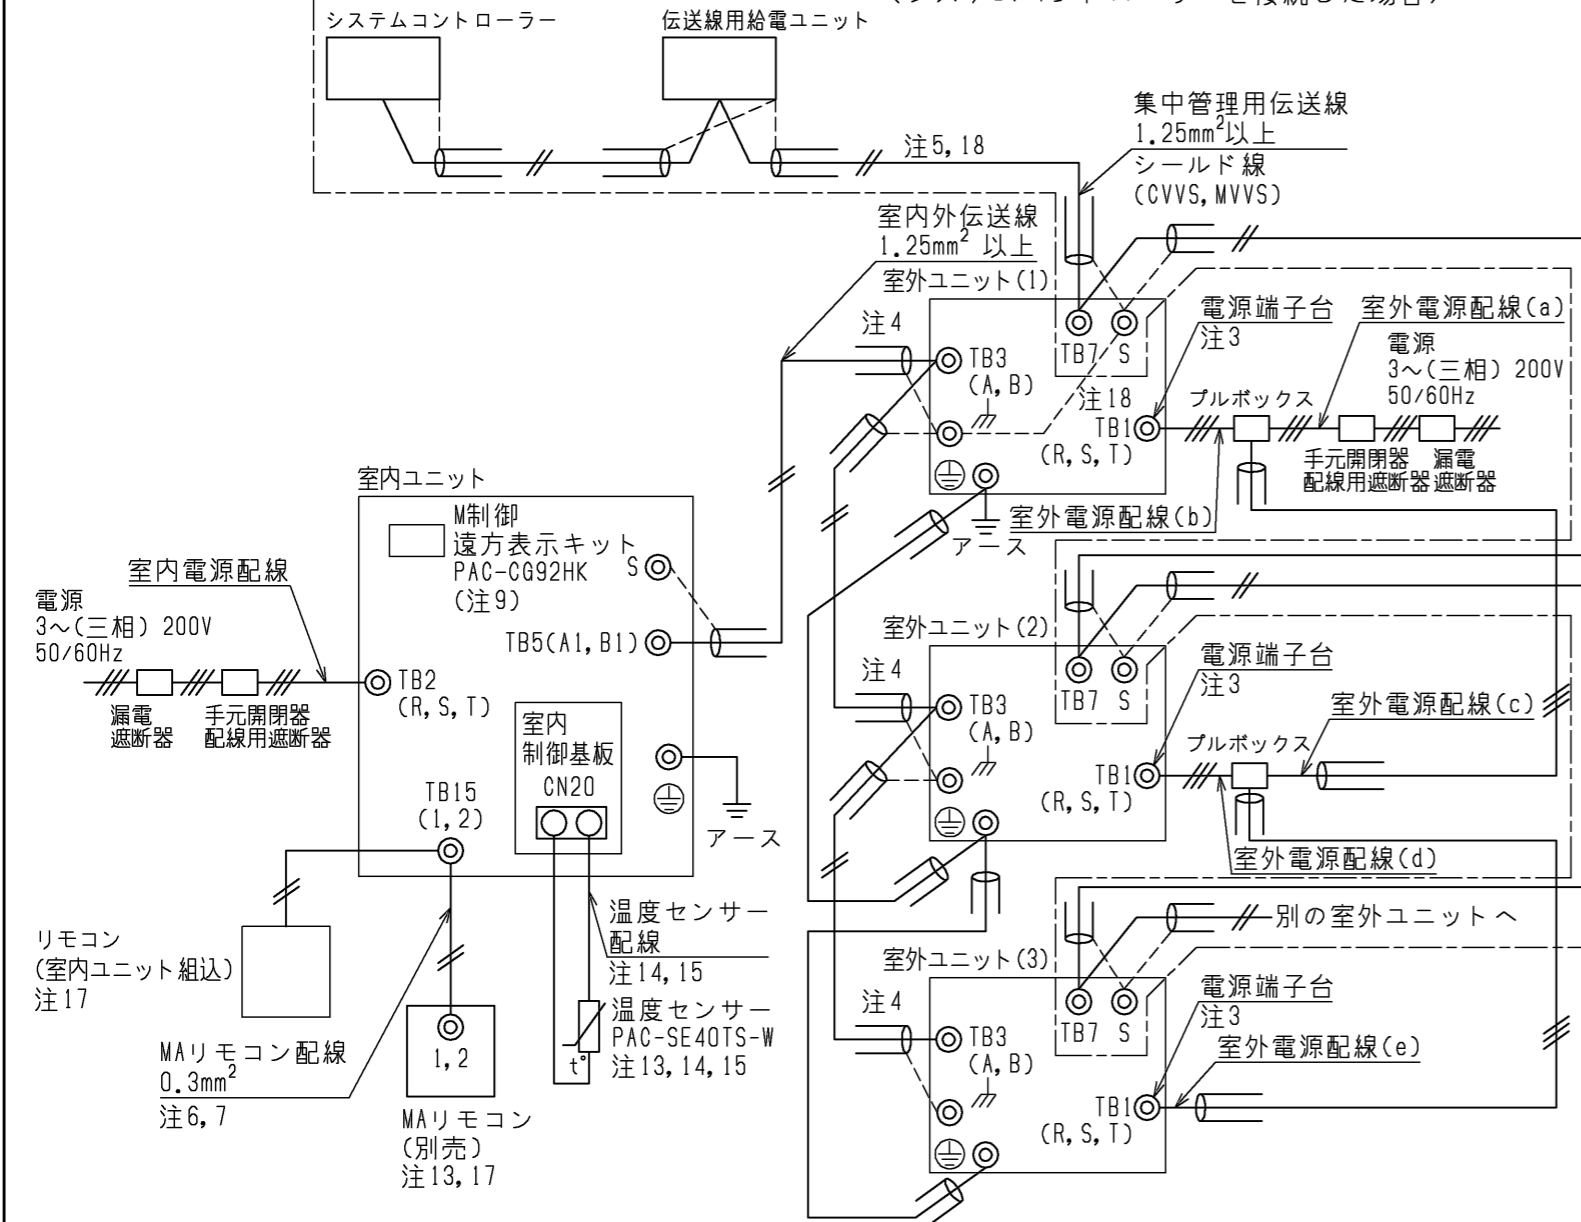 システムコントローラー
伝送線用給電ユニット
集中管理用伝送線
1.25mm²以上
シールド線
(CVVS,MVVS)
注5,18
室内外伝送線
1.25mm² 以上
室外ユニット(1)
注4
TB3
(A,B)
TB7 S
注18
TB1
(R,S,T)
電源端子台
注3
室外電源配線(a)
電源
3～(三相) 200V
50/60Hz
プルボックス
手元開閉器
配線用遮断器
漏電
遮断器
室外電源配線(b)
アース
室内ユニット
M制御
遠方表示キット
PAC-CG92HK
(注9)
S
TB5(A1,B1)
室内電源配線
電源
3～(三相) 200V
50/60Hz
漏電
遮断器
手元開閉器
配線用遮断器
TB2
(R,S,T)
室内
制御基板
CN20
TB15
(1,2)
アース
室外ユニット(2)
注4
TB3
(A,B)
TB7 S
TB1
(R,S,T)
電源端子台
注3
室外電源配線(c)
プルボックス
室外電源配線(d)
リモコン
(室内ユニット組込)
注17
MAリモコン配線
0.3mm²
注6,7
1,2
MAリモコン
(別売)
注13,17
温度センサー
配線
注14,15
温度センサー
PAC-SE40TS-W
注13,14,15
t°
室外ユニット(3)
注4
TB3
(A,B)
TB7 S
TB1
(R,S,T)
別の室外ユニットへ
電源端子台
注3
室外電源配線(e)